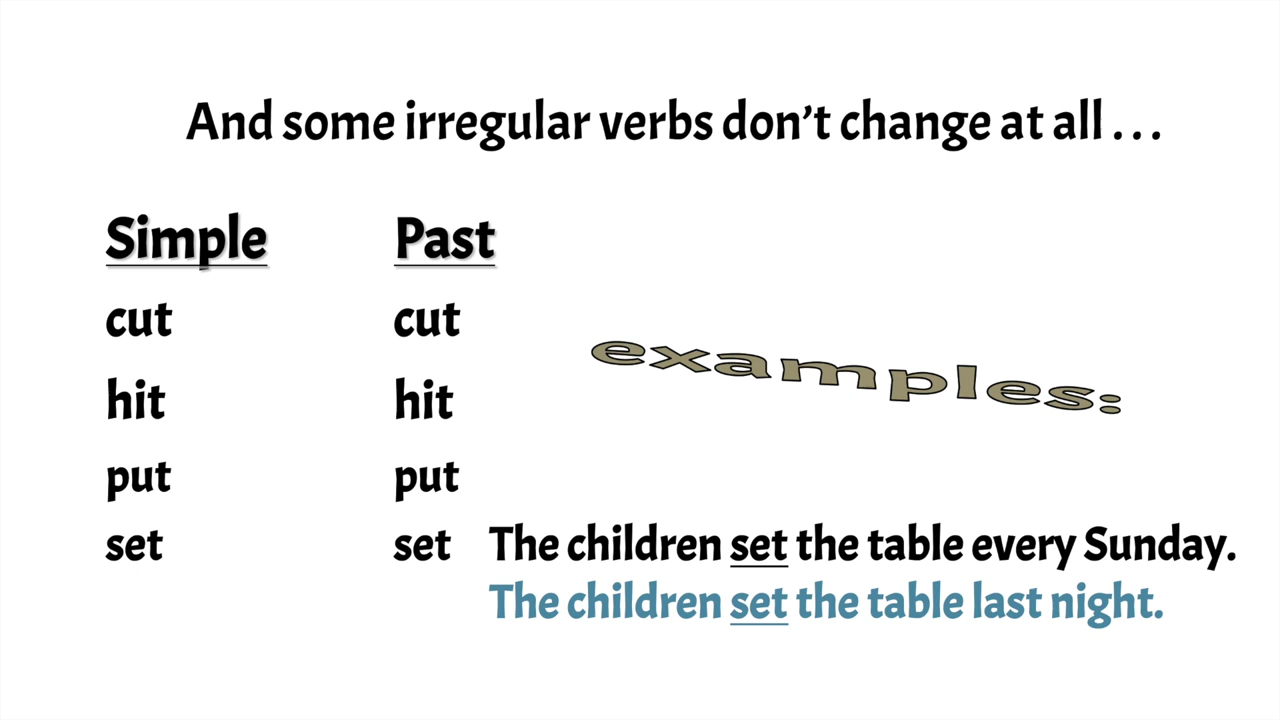 And some irregular verbs don't change at all . . .
Simple Past
cut cut
examples:
hit hit
put put
set set The children set the table every Sunday.
The children set the table last night.